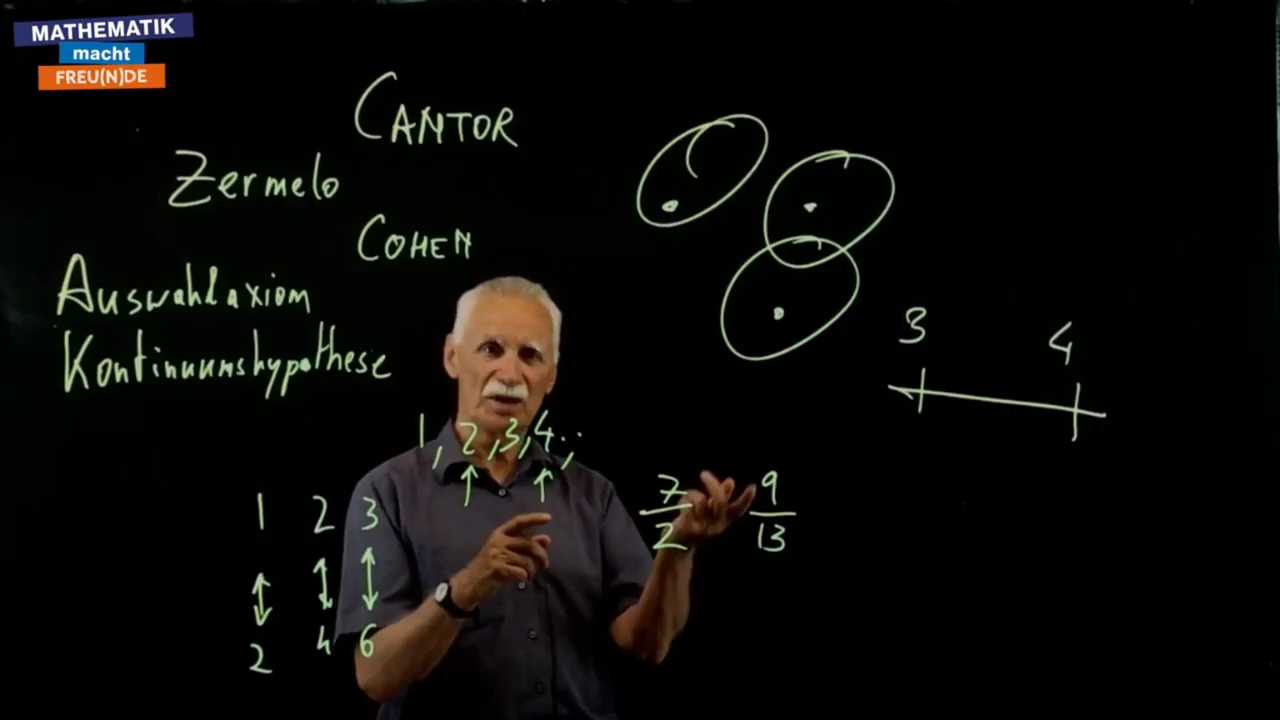 MATHEMATIK
macht
FREU(N)DE
CANTOR
Zermelo
COHEN
Auswahlaxiom
Kontinuumshypothese
3 4
1, 2, 3, 4, ..
1 2 3
2 4 6
7/2 9/13